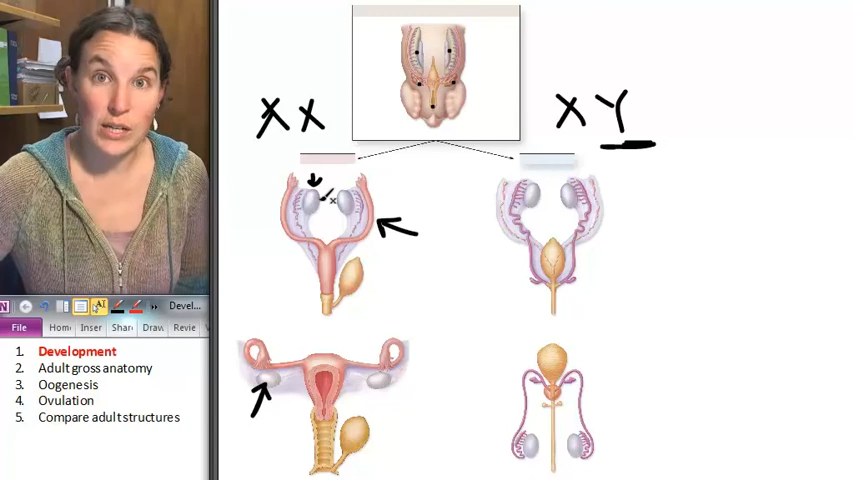 XX
XY
Devel...
File
Home
Inser
Shar
Draw
Revie
1. Development
2. Adult gross anatomy
3. Oogenesis
4. Ovulation
5. Compare adult structures